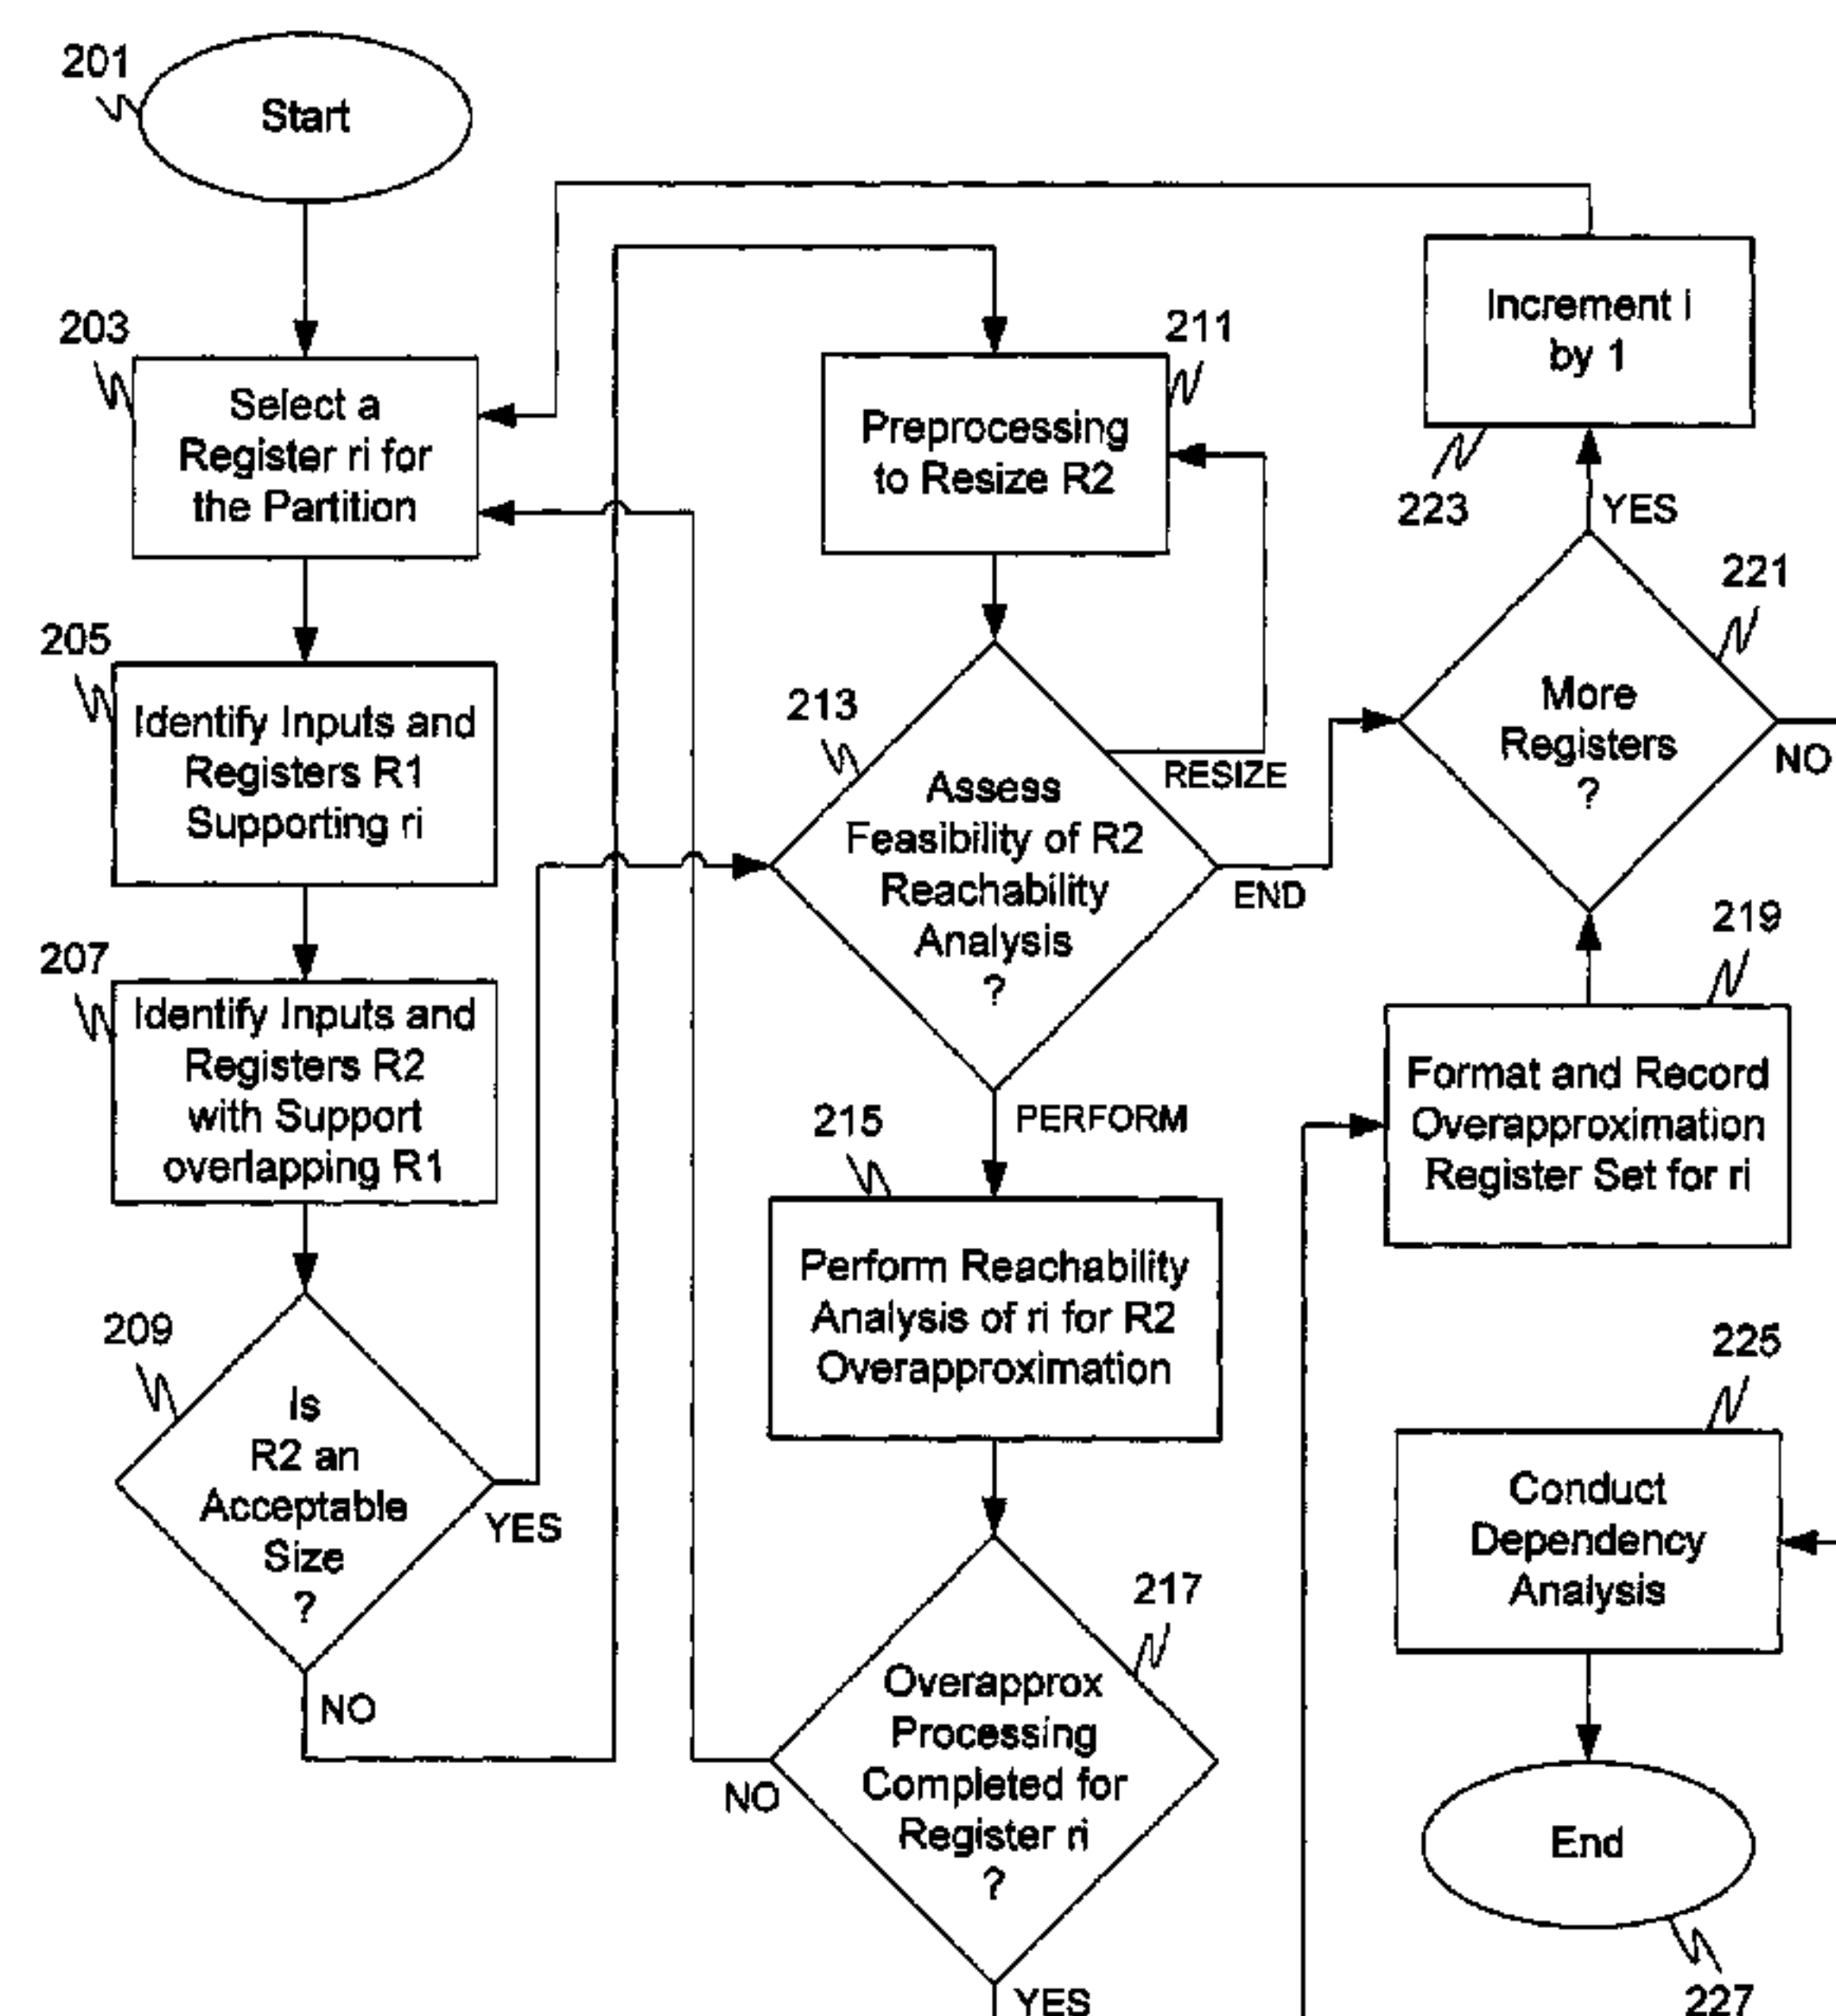 201
Start
203
Select a
Register ri for
the Partition
205
Identify Inputs and
Registers R1
Supporting ri
207
Identify Inputs and
Registers R2
with Support
overlapping R1
209
Is
R2 an
Acceptable
Size
?
YES
NO
211
Preprocessing
to Resize R2
213
Assess
Feasibility of R2
Reachability
Analysis
?
RESIZE
END
PERFORM
215
Perform Reachability
Analysis of ri for R2
Overapproximation
217
Overapprox
Processing
Completed for
Register ri
?
NO
YES
Increment i
by 1
223
YES
221
More
Registers
?
NO
219
Format and Record
Overapproximation
Register Set for ri
225
Conduct
Dependency
Analysis
End
227